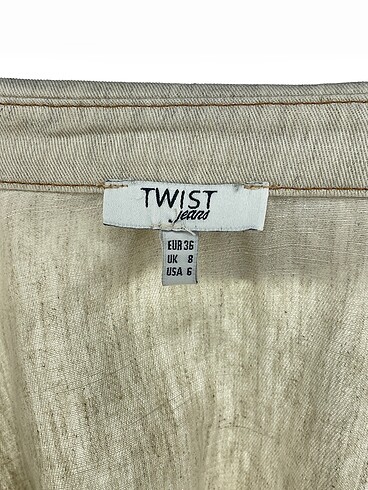 TWIST
jeans
EUR 36
UK 8
USA 6